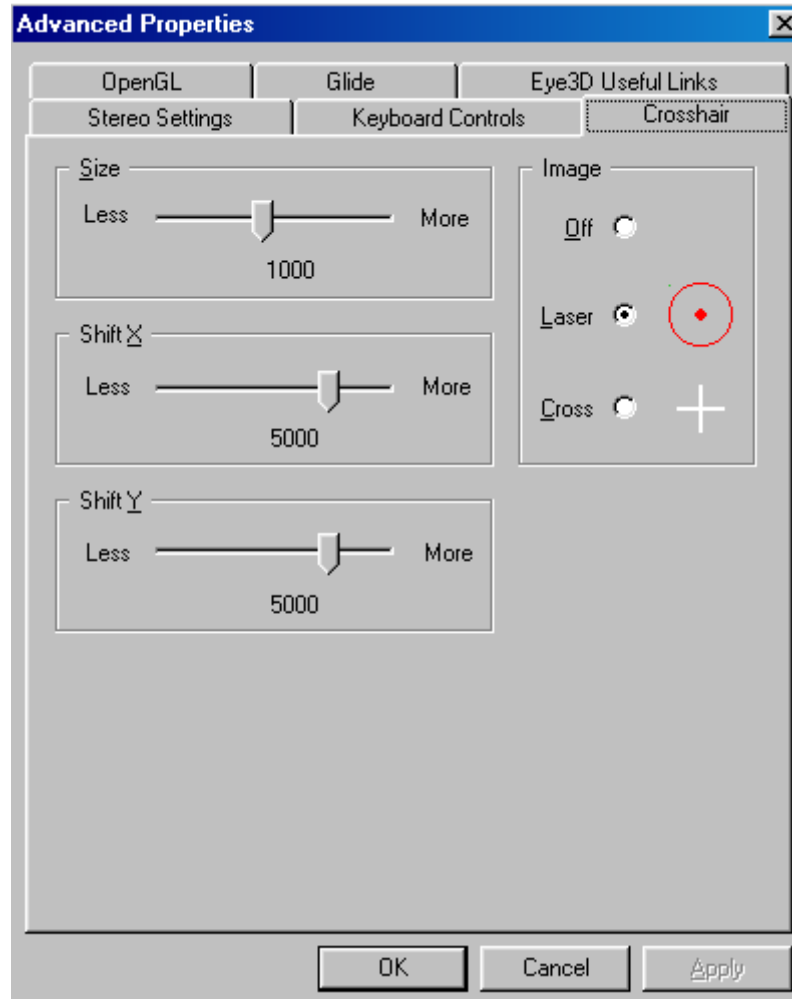 Advanced Properties
OpenGL Glide Eye3D Useful Links
Stereo Settings Keyboard Controls Crosshair
Size
Less More
1000
Shift X
Less More
5000
Shift Y
Less More
5000
Image
Off
Laser
Cross
OK Cancel Apply